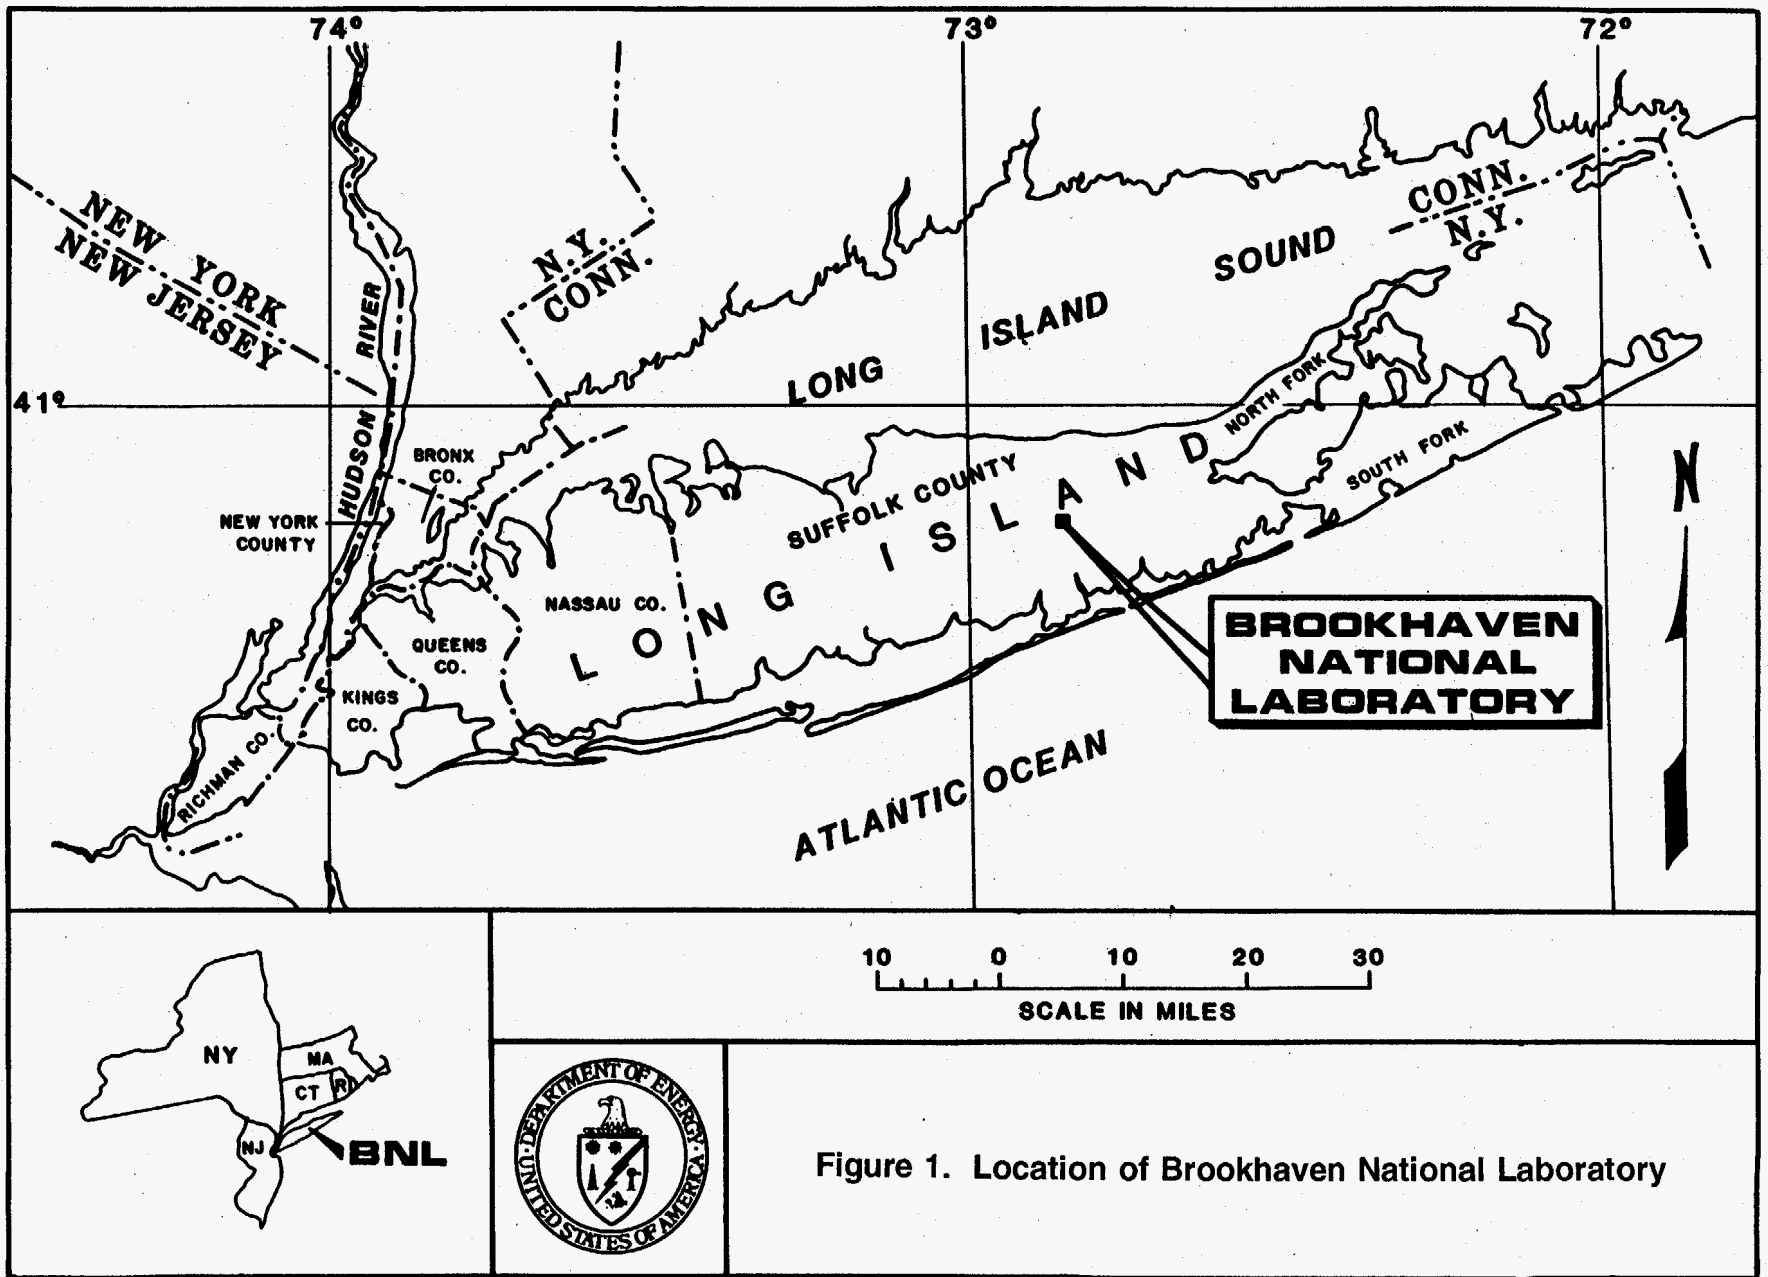 74°
73°
72°
NEW YORK
NEW JERSEY
N.Y.
CONN.
CONN.
N.Y.
LONG ISLAND SOUND
HUDSON RIVER
41°
BRONX
CO.
NEW YORK
COUNTY
NORTH FORK
SOUTH FORK
SUFFOLK COUNTY
LONG ISLAND
NASSAU CO.
QUEENS
CO.
KINGS
CO.
RICHMAN CO.
N
BROOKHAVEN
NATIONAL
LABORATORY
ATLANTIC OCEAN
NY
MA
CT
RI
NJ
BNL
10 0 10 20 30
SCALE IN MILES
DEPARTMENT OF ENERGY
UNITED STATES OF AMERICA
Figure 1. Location of Brookhaven National Laboratory